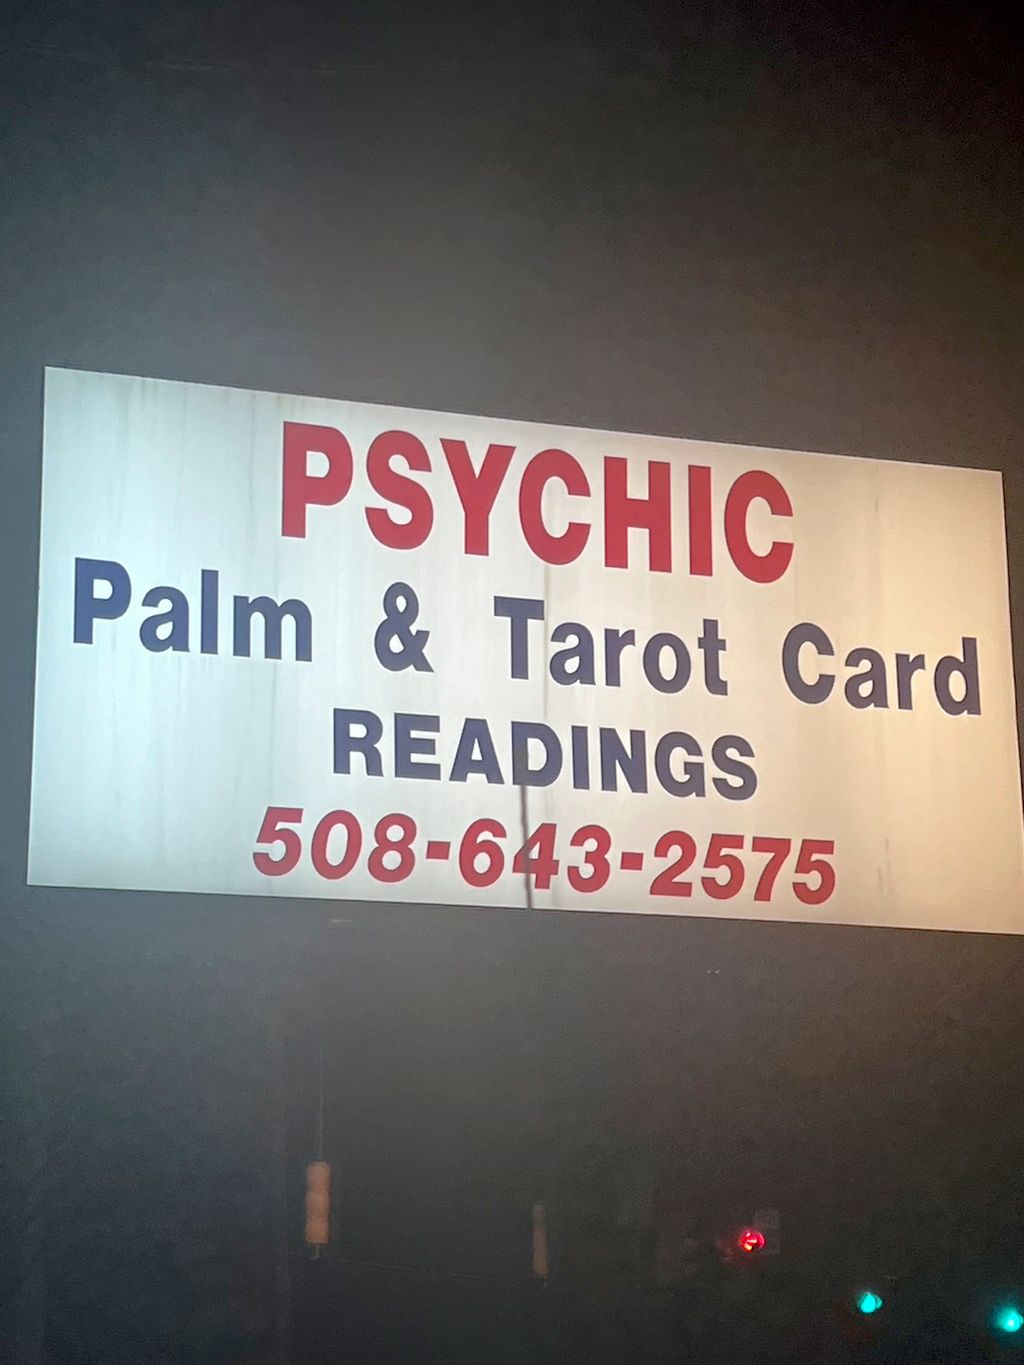 PSYCHIC
Palm & Tarot Card
READINGS
508-643-2575